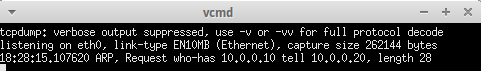 vcmd
tcpdump: verbose output suppressed, use -v or -vv for full protocol decode
listening on eth0, link-type EN10MB (Ethernet), capture size 262144 bytes
18:28:15.107620 ARP, Request who-has 10.0.0.10 tell 10.0.0.20, length 28